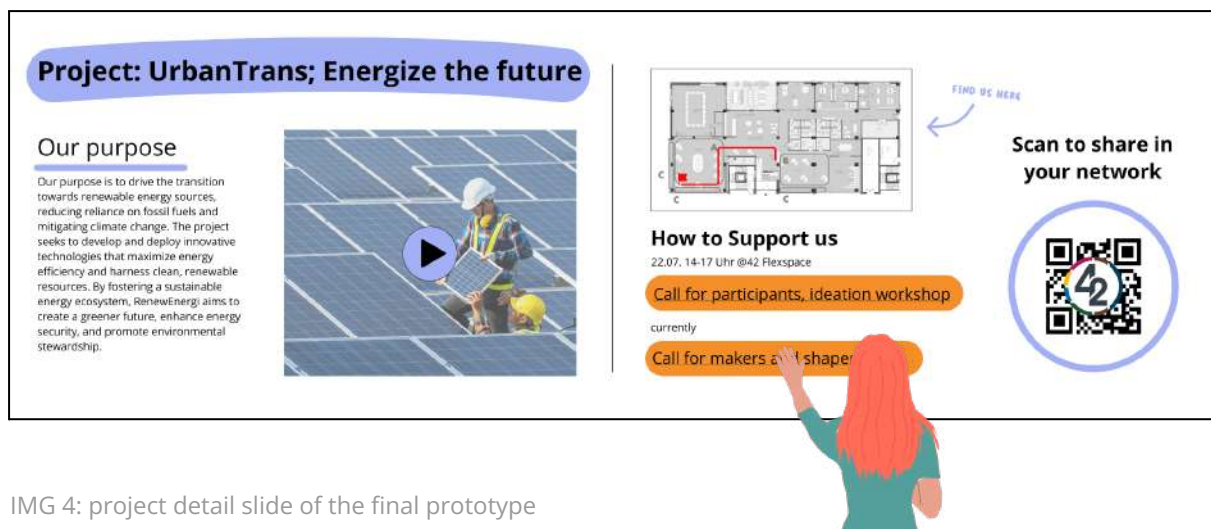 Project: UrbanTrans; Energize the future
Our purpose
Our purpose is to drive the transition
towards renewable energy sources,
reducing reliance on fossil fuels and
mitigating climate change. The project
seeks to develop and deploy innovative
technologies that maximize energy
efficiency and harness clean, renewable
resources. By fostering a sustainable
energy ecosystem, RenewEnergi aims to
create a greener future, enhance energy
security, and promote environmental
stewardship.
FIND US HERE
C
C
C
How to Support us
22.07. 14-17 Uhr @42 Flexspace
Call for participants, ideation workshop
currently
Call for makers and shaper
Scan to share in
your network
42
IMG 4: project detail slide of the final prototype